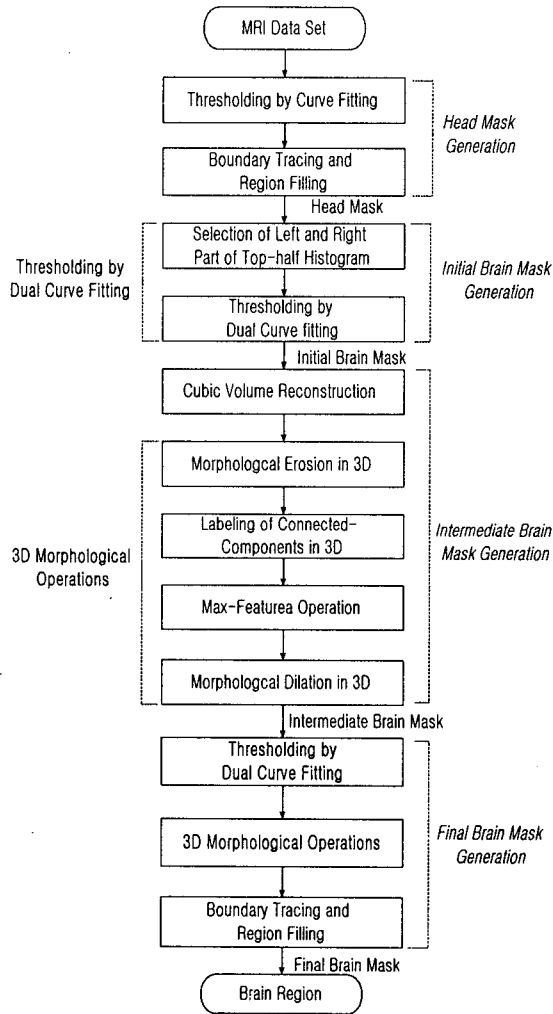 MRI Data Set
Thresholding by Curve Fitting
Head Mask
Generation
Boundary Tracing and
Region Filling
Head Mask
Selection of Left and Right
Part of Top-half Histogram
Thresholding by
Dual Curve Fitting
Initial Brain Mask
Generation
Thresholding by
Dual Curve fitting
Initial Brain Mask
Cubic Volume Reconstruction
Morphologcal Erosion in 3D
Labeling of Connected-
Components in 3D
3D Morphological
Operations
Intermediate Brain
Mask Generation
Max-Featurea Operation
Morphologcal Dilation in 3D
Intermediate Brain Mask
Thresholding by
Dual Curve Fitting
3D Morphological Operations
Final Brain Mask
Generation
Boundary Tracing and
Region Filling
Final Brain Mask
Brain Region